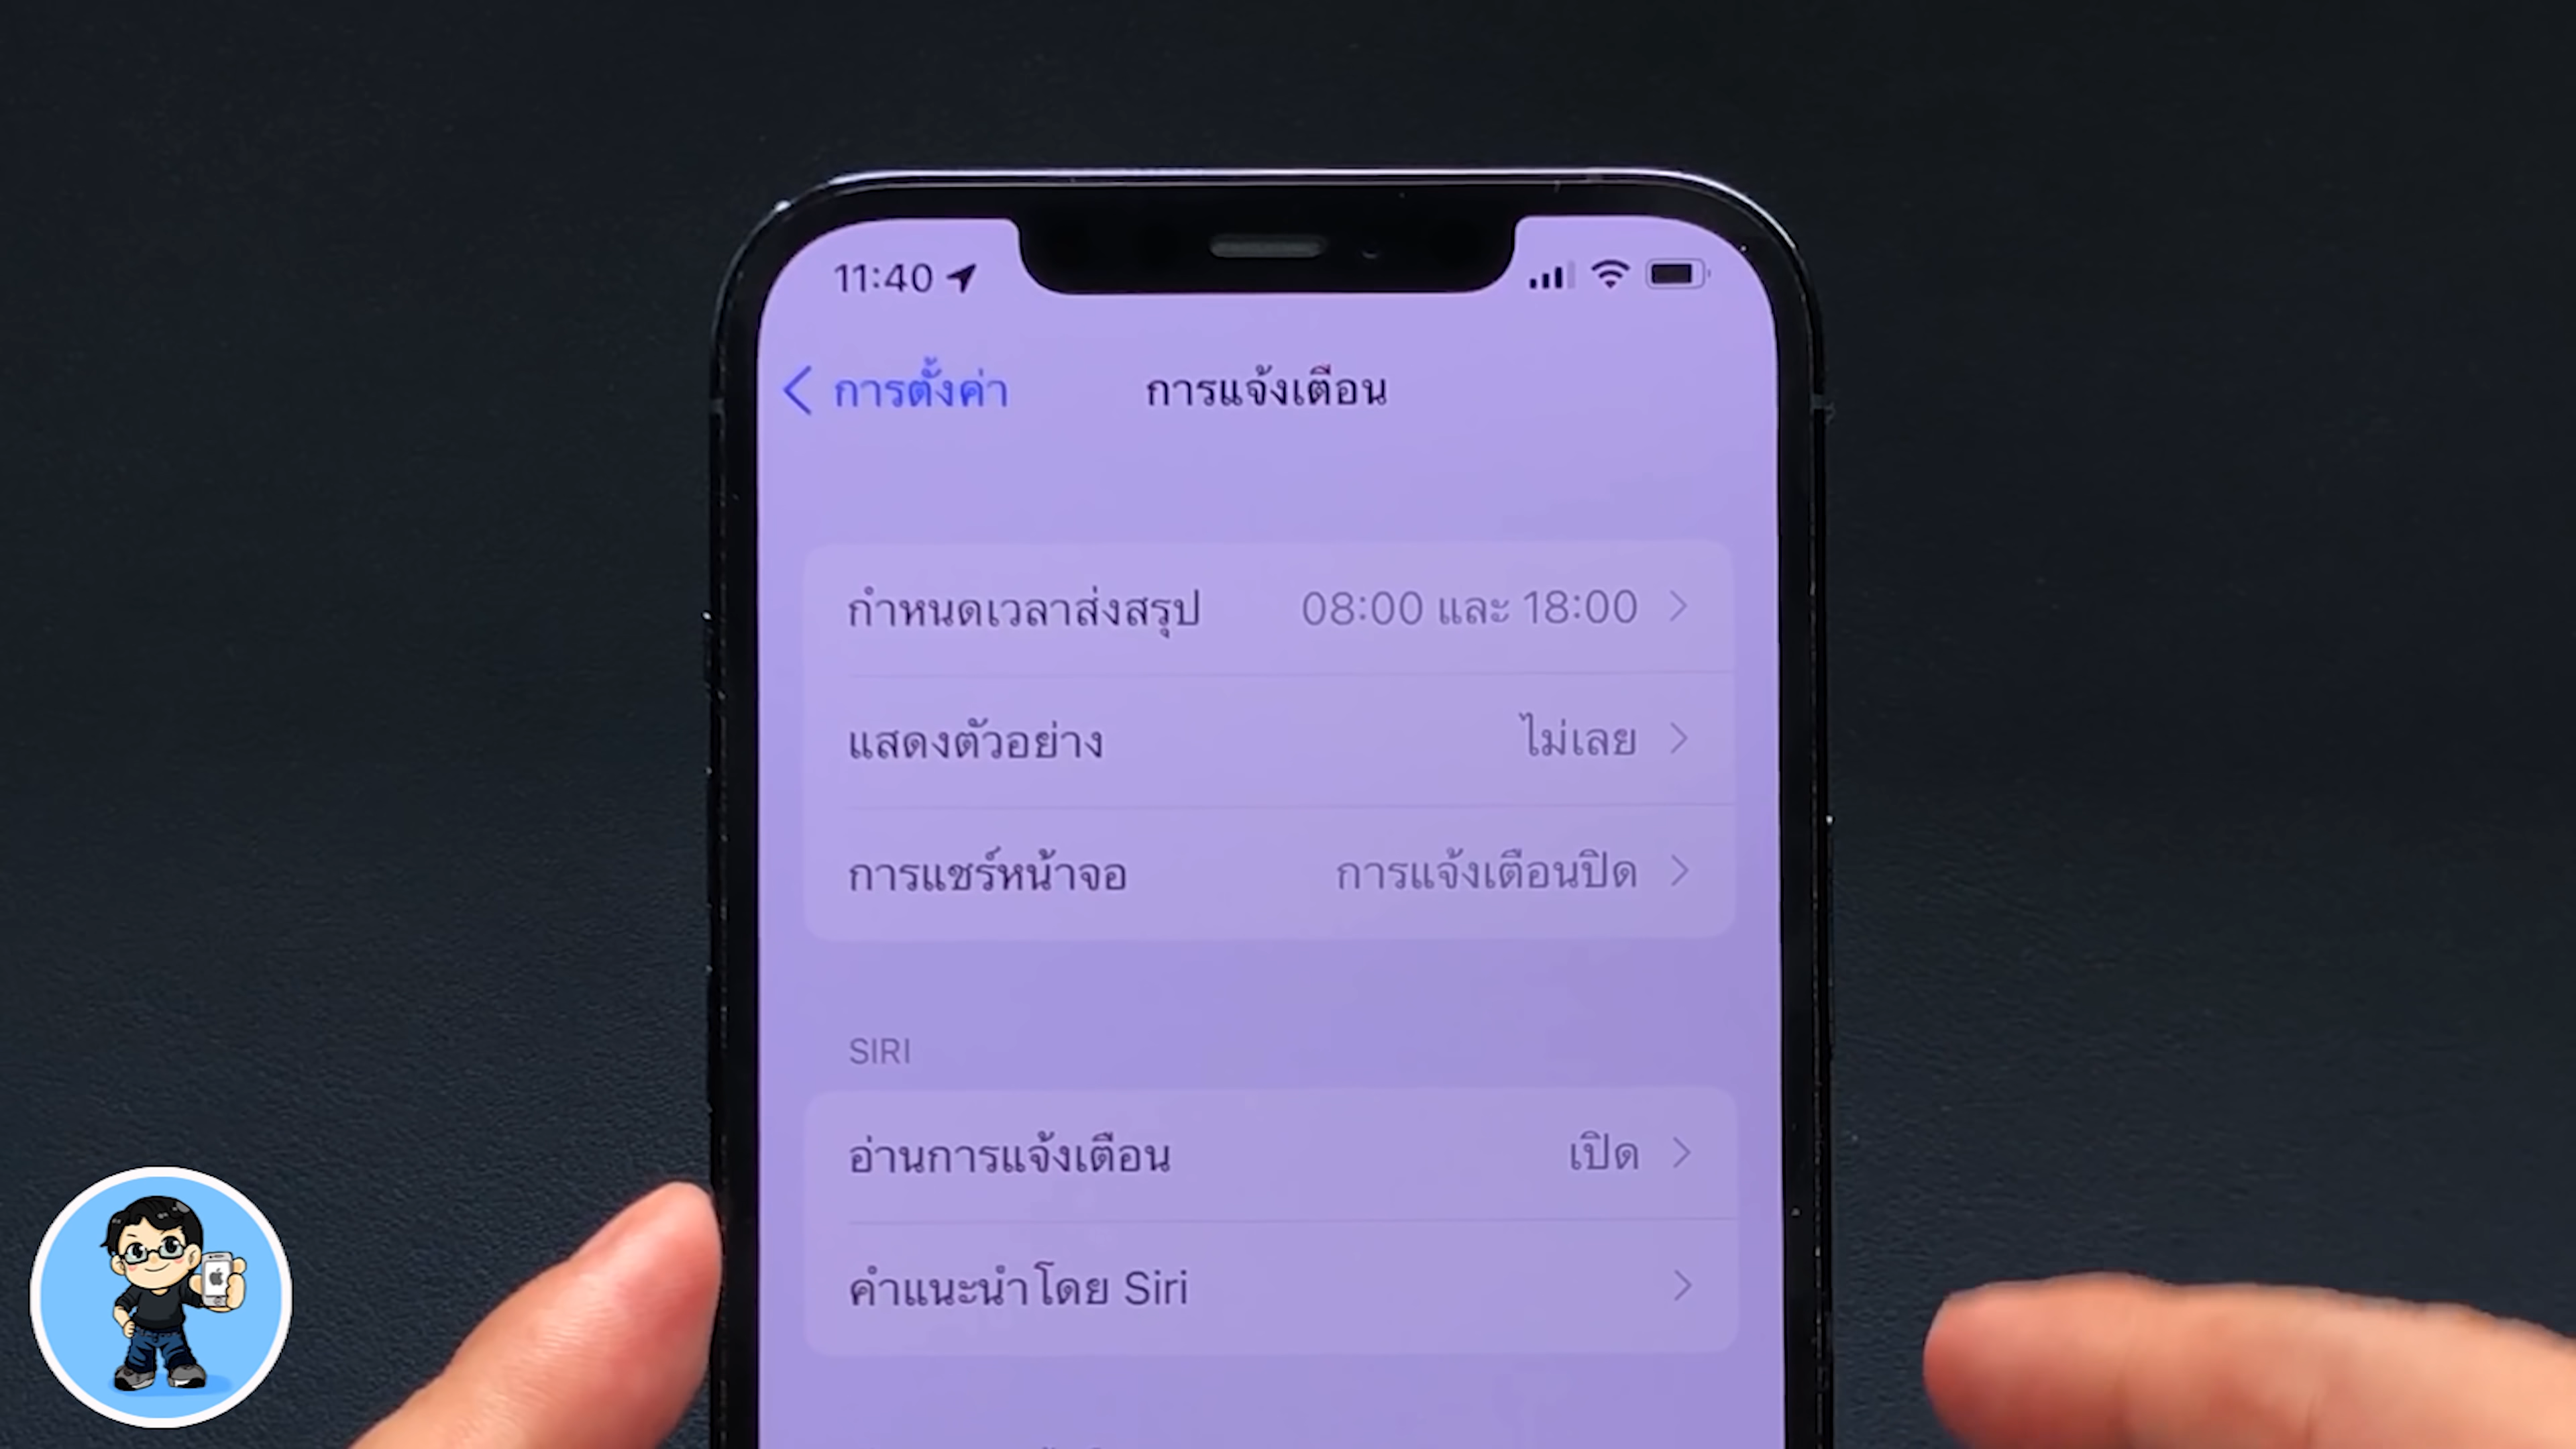 11:40
การตั้งค่า
การแจ้งเตือน
กำหนดเวลาส่งสรุป 08:00 และ 18:00
แสดงตัวอย่าง ไม่เลย
การแชร์หน้าจอ การแจ้งเตือนปิด
SIRI
อ่านการแจ้งเตือน เปิด
คำแนะนำโดย Siri